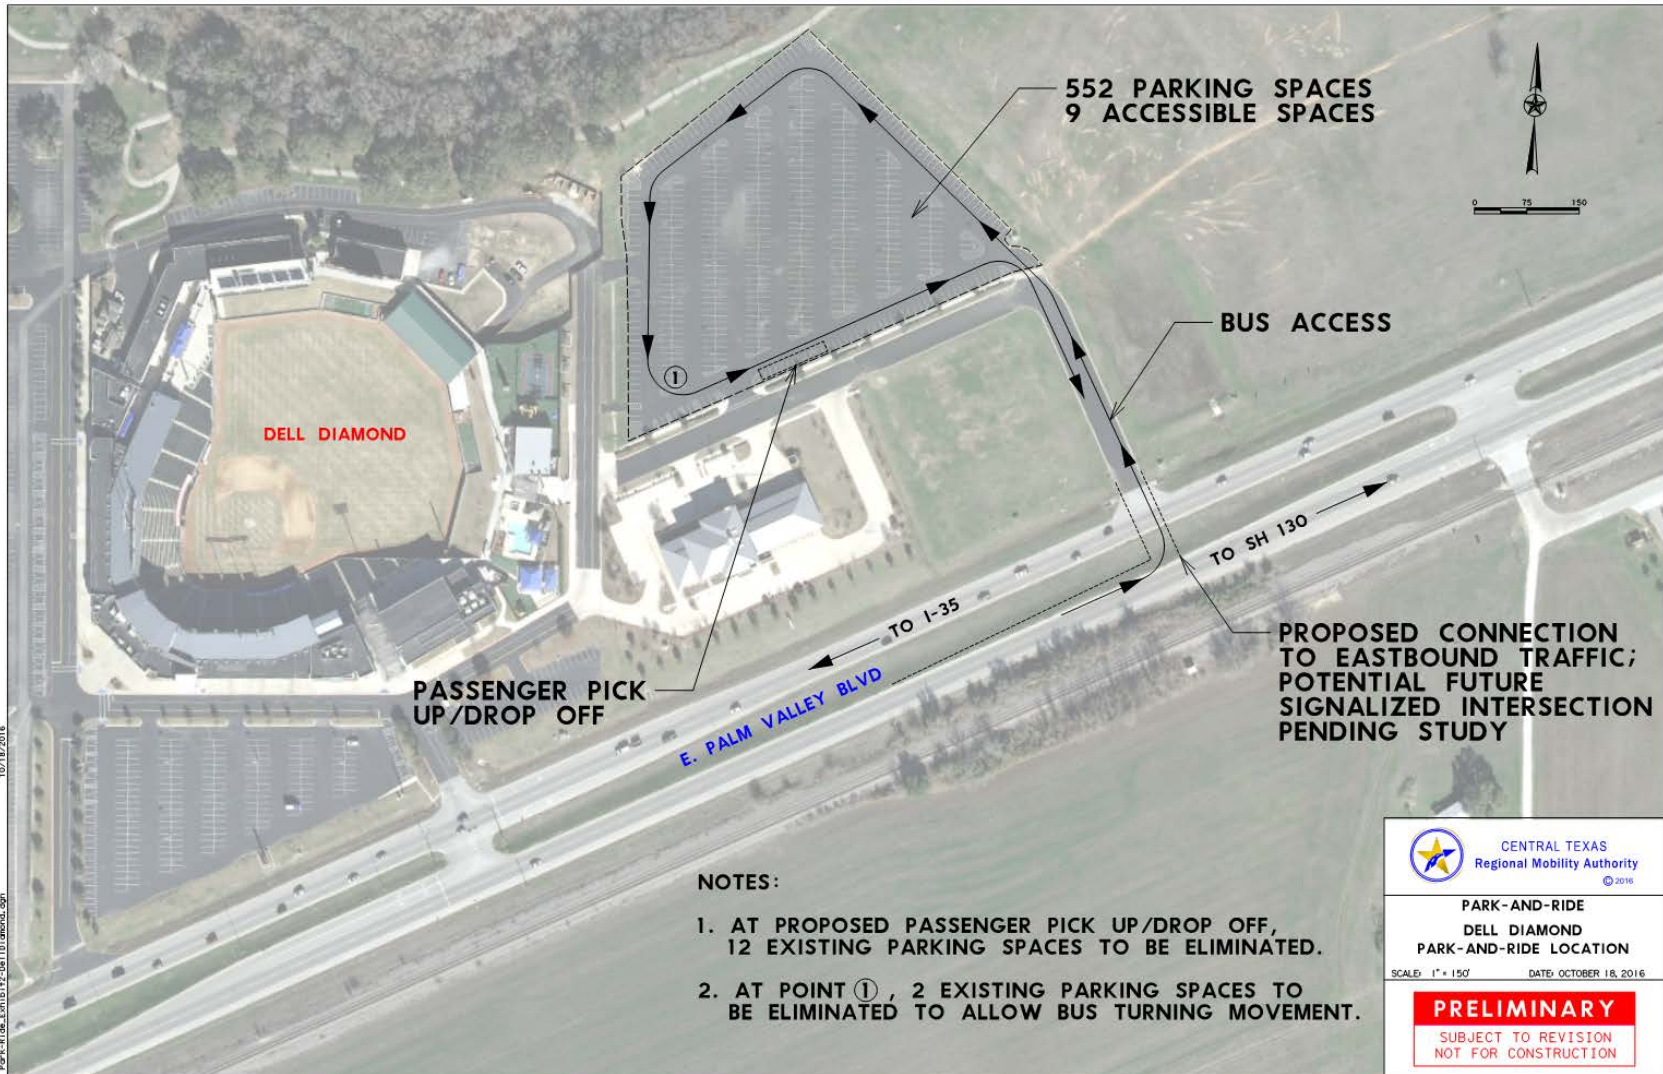 552 PARKING SPACES
9 ACCESSIBLE SPACES
0 75 150
BUS ACCESS
①
DELL DIAMOND
TO SH 130
TO I-35
PROPOSED CONNECTION
TO EASTBOUND TRAFFIC;
POTENTIAL FUTURE
SIGNALIZED INTERSECTION
PENDING STUDY
PASSENGER PICK
UP/DROP OFF
E. PALM VALLEY BLVD
NOTES:
1. AT PROPOSED PASSENGER PICK UP/DROP OFF,
12 EXISTING PARKING SPACES TO BE ELIMINATED.
2. AT POINT ①, 2 EXISTING PARKING SPACES TO
BE ELIMINATED TO ALLOW BUS TURNING MOVEMENT.
CENTRAL TEXAS
Regional Mobility Authority
© 2016
PARK-AND-RIDE
DELL DIAMOND
PARK-AND-RIDE LOCATION
SCALE: 1" = 150' DATE: OCTOBER 18, 2016
PRELIMINARY
SUBJECT TO REVISION
NOT FOR CONSTRUCTION
10/18/2016